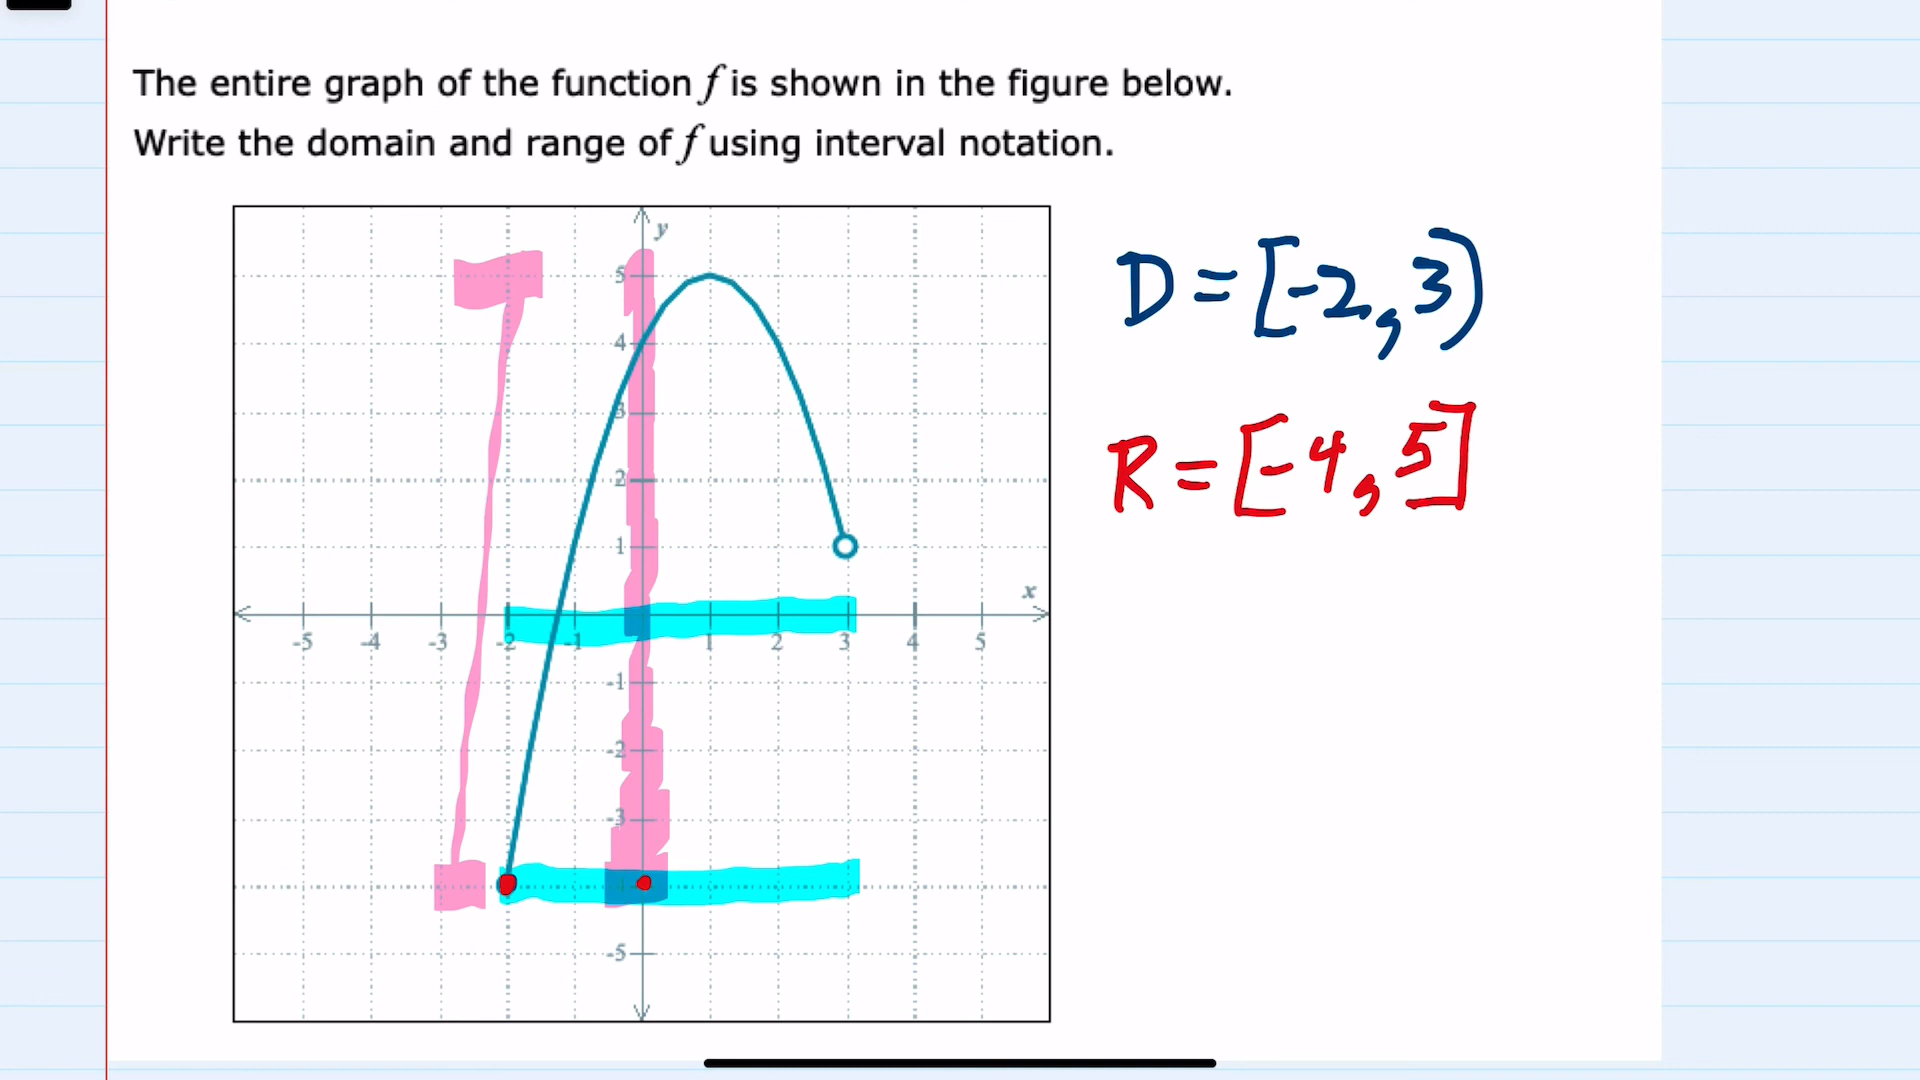 The entire graph of the function f is shown in the figure below.
Write the domain and range of f using interval notation.
y
5
4
3
2
1
x
-5 -4 -3 -2 -1 1 2 3 4 5
-1
-2
-3
-5
D = [-2, 3)
R = [-4, 5]